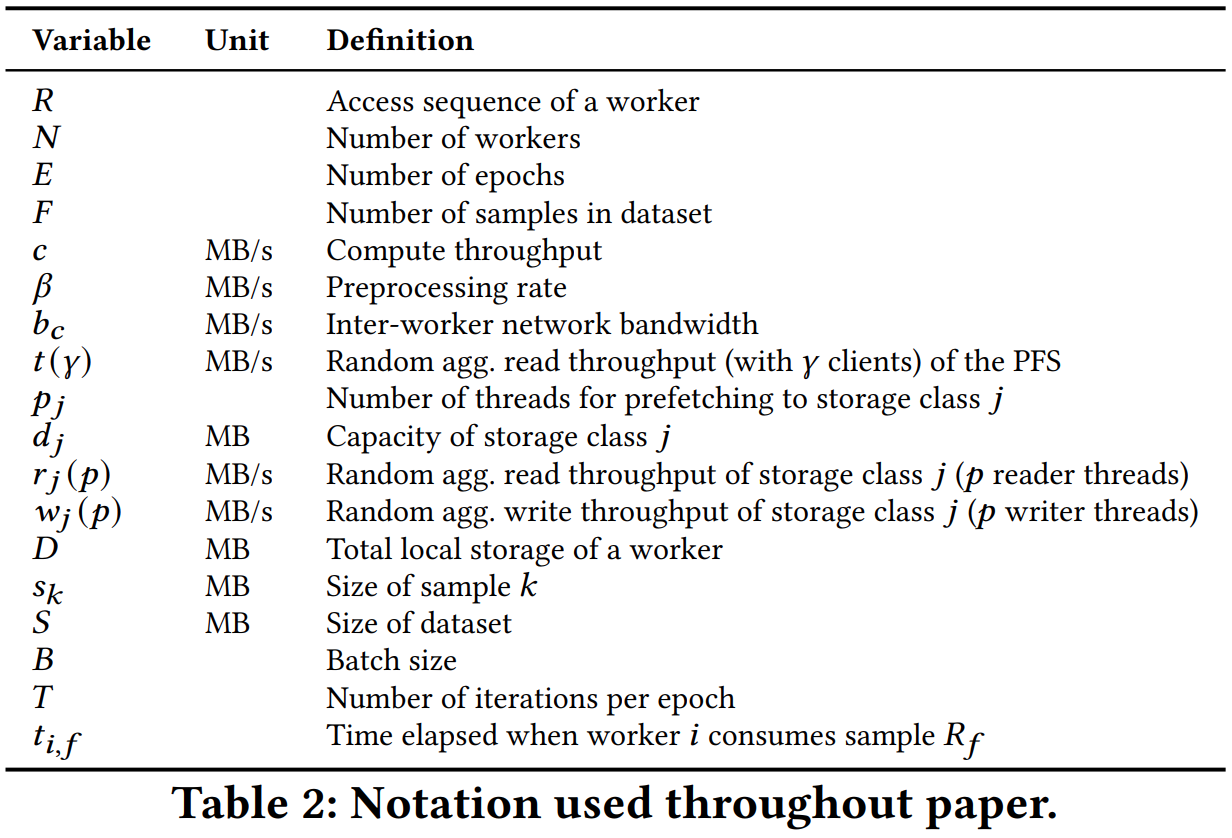 Variable Unit Definition
R Access sequence of a worker
N Number of workers
E Number of epochs
F Number of samples in dataset
c MB/s Compute throughput
β MB/s Preprocessing rate
b_c MB/s Inter-worker network bandwidth
t(γ) MB/s Random agg. read throughput (with γ clients) of the PFS
p_j Number of threads for prefetching to storage class j
d_j MB Capacity of storage class j
r_j(p) MB/s Random agg. read throughput of storage class j (p reader threads)
w_j(p) MB/s Random agg. write throughput of storage class j (p writer threads)
D MB Total local storage of a worker
s_k MB Size of sample k
S MB Size of dataset
B Batch size
T Number of iterations per epoch
t_{i,f} Time elapsed when worker i consumes sample R_f
Table 2: Notation used throughout paper.